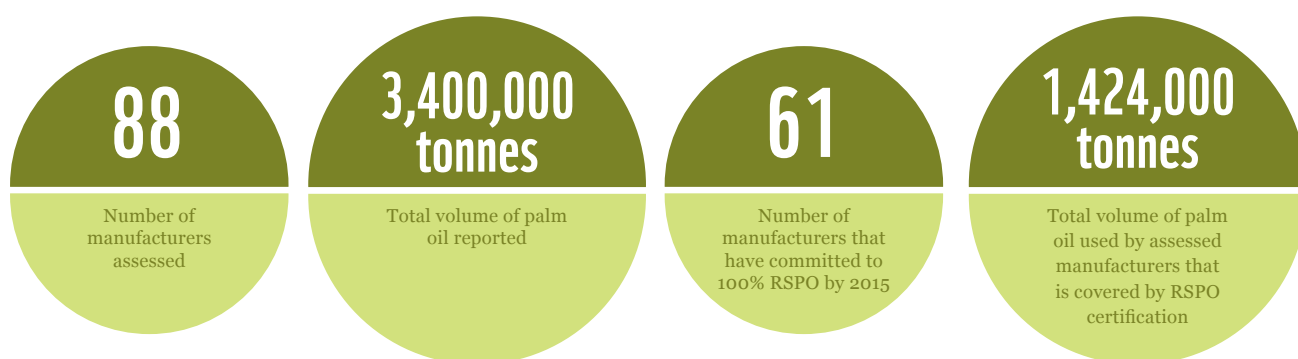 88
Number of
manufacturers
assessed
3,400,000
tonnes
Total volume of palm
oil reported
61
Number of
manufacturers that
have committed to
100% RSPO by 2015
1,424,000
tonnes
Total volume of palm
oil used by assessed
manufacturers that
is covered by RSPO
certification